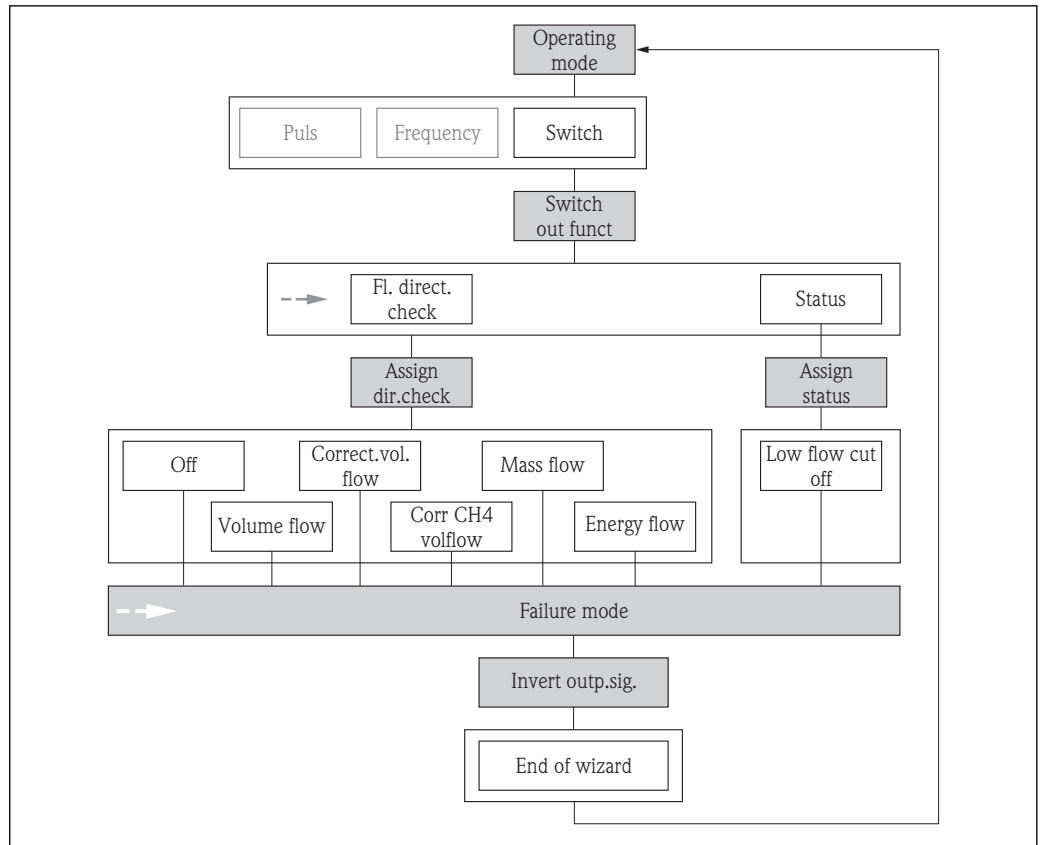 Operating
mode
Puls
Frequency
Switch
Switch
out funct
Fl. direct.
check
Status
Assign
dir.check
Assign
status
Off
Correct.vol.
flow
Mass flow
Low flow cut
off
Volume flow
Corr CH4
volflow
Energy flow
Failure mode
Invert outp.sig.
End of wizard